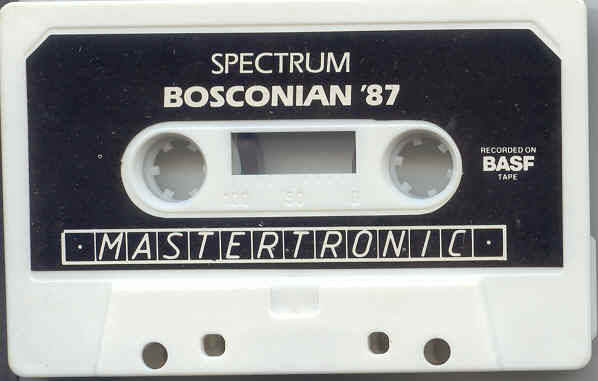 SPECTRUM
BOSCONIAN '87
RECORDED ON
BASF
TAPE
100 50 0
·MASTERTRONIC·